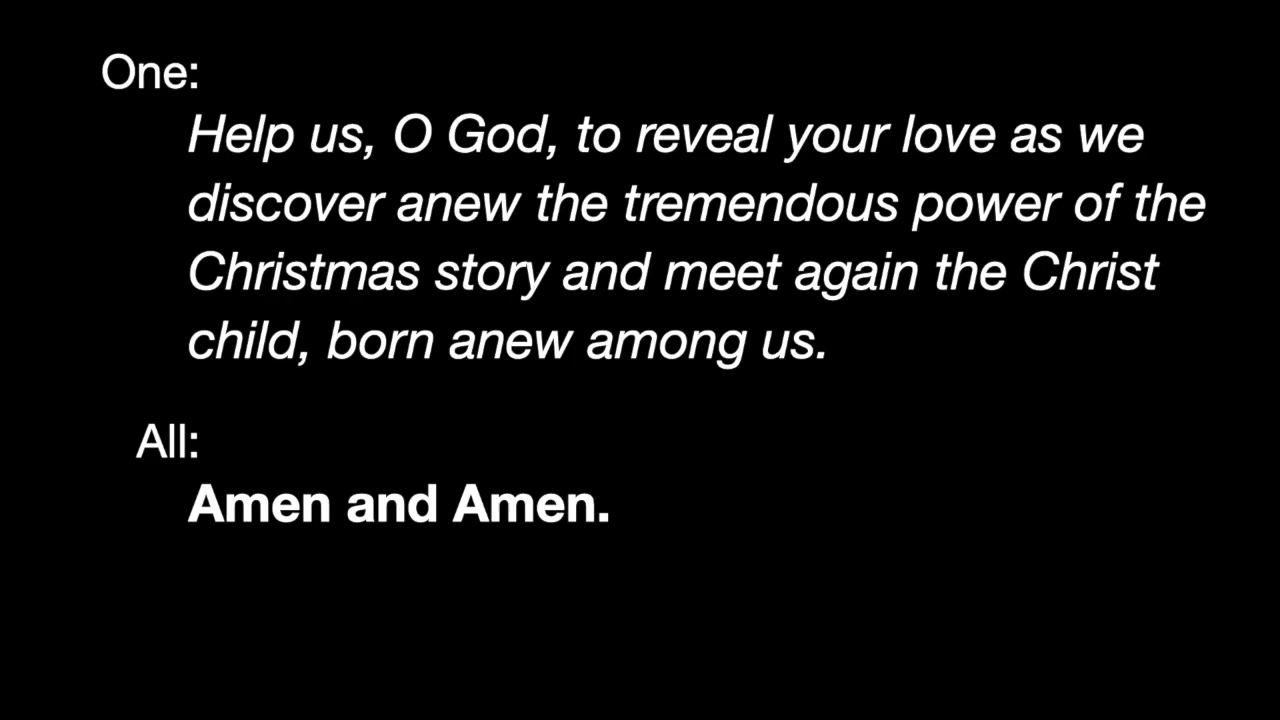 One:
Help us, O God, to reveal your love as we
discover anew the tremendous power of the
Christmas story and meet again the Christ
child, born anew among us.
All:
Amen and Amen.